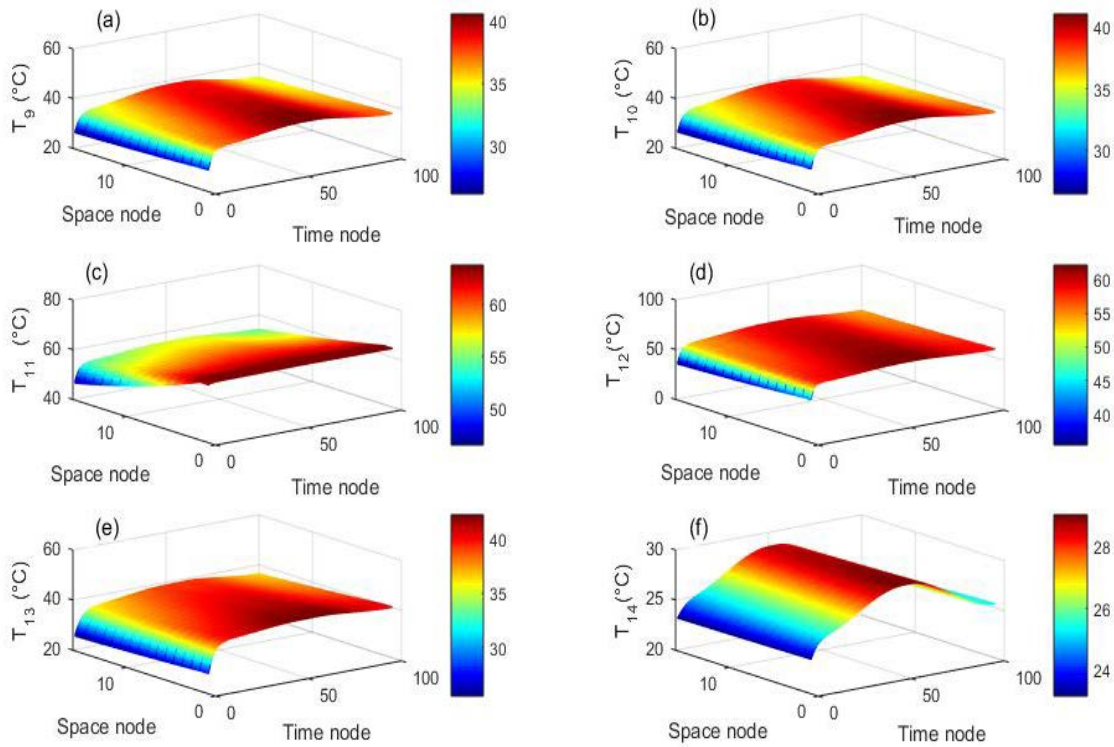 (a)
T9 (°C)
60
40
20
10
0
Space node
0
50
100
Time node
40
35
30
(b)
T10 (°C)
60
40
20
10
0
Space node
0
50
100
Time node
40
35
30
(c)
T11 (°C)
80
60
40
10
0
Space node
0
50
100
Time node
60
55
50
(d)
T12 (°C)
100
50
0
10
0
Space node
0
50
100
Time node
60
55
50
45
40
(e)
T13 (°C)
60
40
20
10
0
Space node
0
50
100
Time node
40
35
30
(f)
T14 (°C)
30
25
20
10
0
Space node
0
50
100
Time node
28
26
24